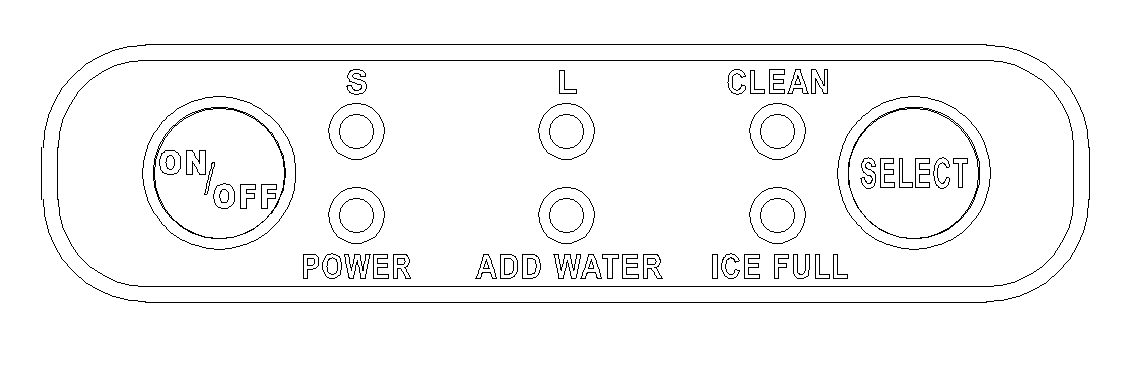 S
L
CLEAN
ON/OFF
SELECT
POWER
ADD WATER
ICE FULL